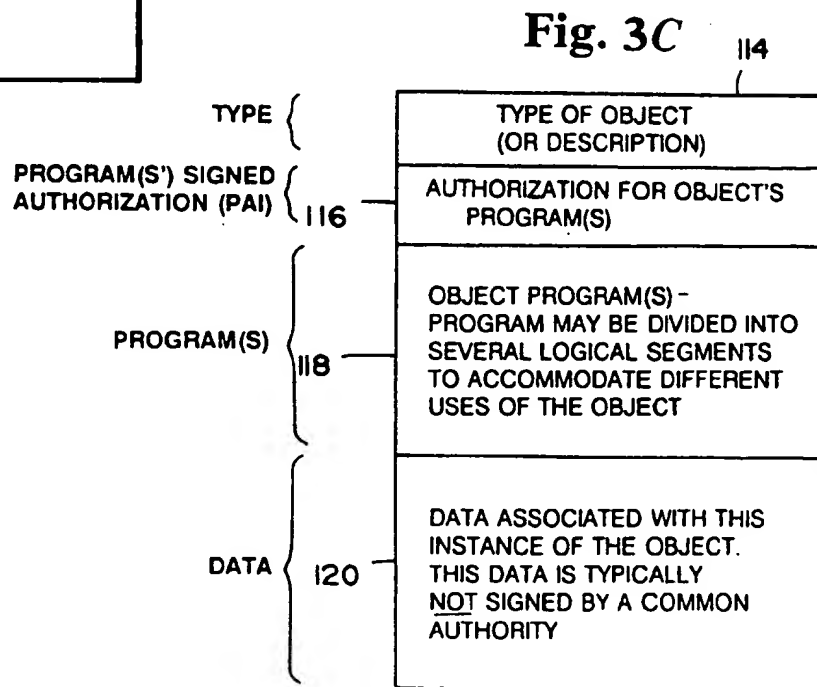 Fig. 3C
114
TYPE
TYPE OF OBJECT
(OR DESCRIPTION)
PROGRAM(S') SIGNED
AUTHORIZATION (PAI)
116
AUTHORIZATION FOR OBJECT'S
PROGRAM(S)
PROGRAM(S)
118
OBJECT PROGRAM(S) -
PROGRAM MAY BE DIVIDED INTO
SEVERAL LOGICAL SEGMENTS
TO ACCOMMODATE DIFFERENT
USES OF THE OBJECT
DATA
120
DATA ASSOCIATED WITH THIS
INSTANCE OF THE OBJECT.
THIS DATA IS TYPICALLY
NOT SIGNED BY A COMMON
AUTHORITY